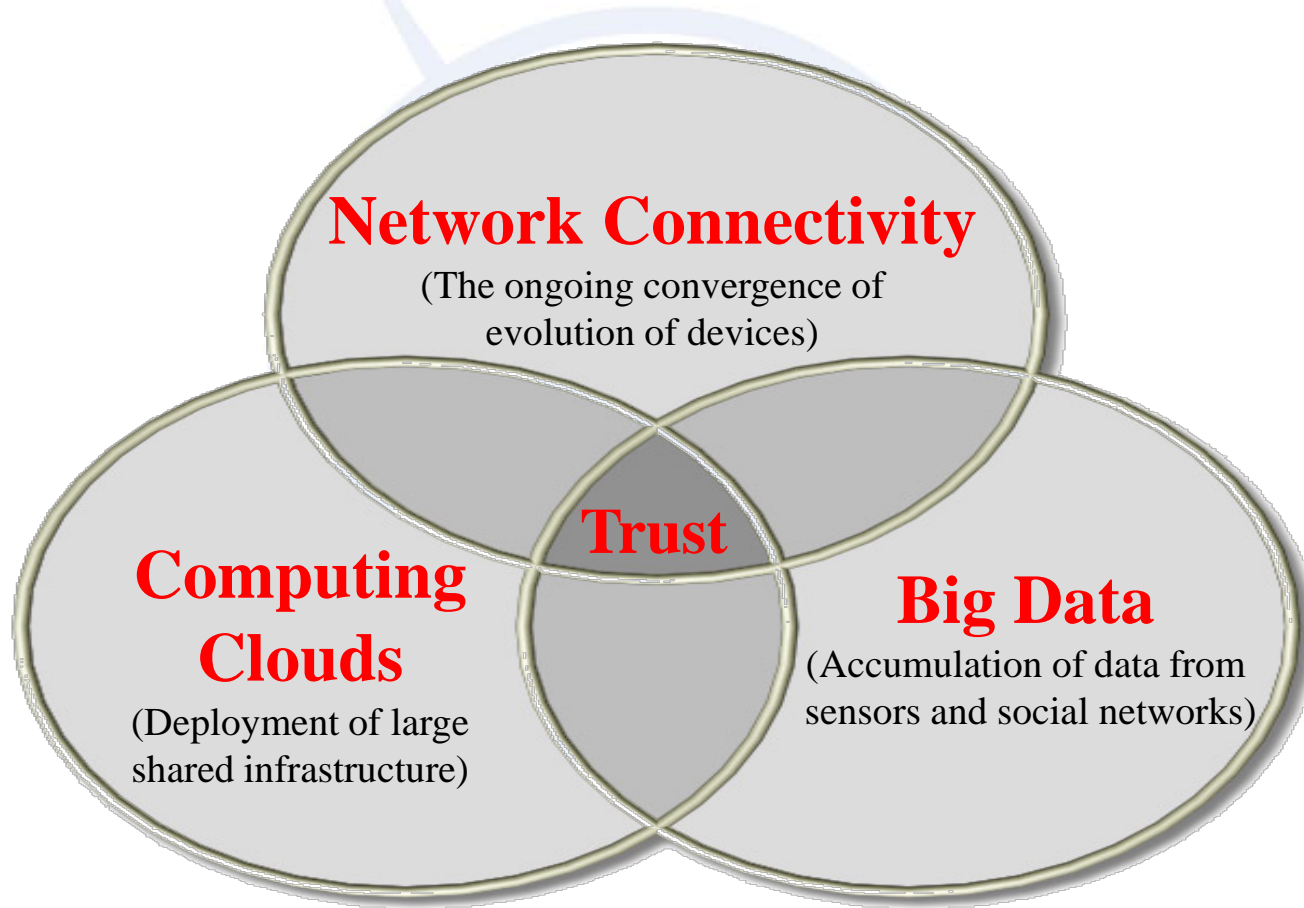 Network Connectivity
(The ongoing convergence of
evolution of devices)
Trust
Computing
Clouds
(Deployment of large
shared infrastructure)
Big Data
(Accumulation of data from
sensors and social networks)